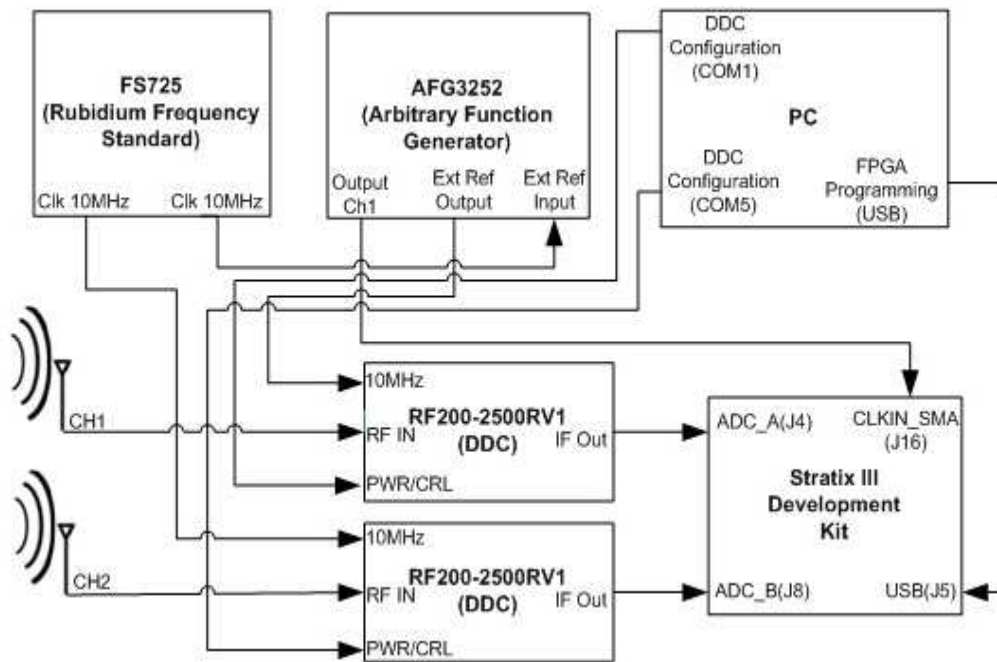 FS725
(Rubidium Frequency
Standard)
Clk 10MHz
Clk 10MHz
AFG3252
(Arbitrary Function
Generator)
Output
Ch1
Ext Ref
Output
Ext Ref
Input
DDC
Configuration
(COM1)
PC
DDC
Configuration
(COM5)
FPGA
Programming
(USB)
CH1
10MHz
RF200-2500RV1
(DDC)
RF IN
IF Out
PWR/CRL
CH2
10MHz
RF200-2500RV1
(DDC)
RF IN
IF Out
PWR/CRL
ADC_A(J4)
CLKIN_SMA
(J16)
Stratix III
Development
Kit
ADC_B(J8)
USB(J5)